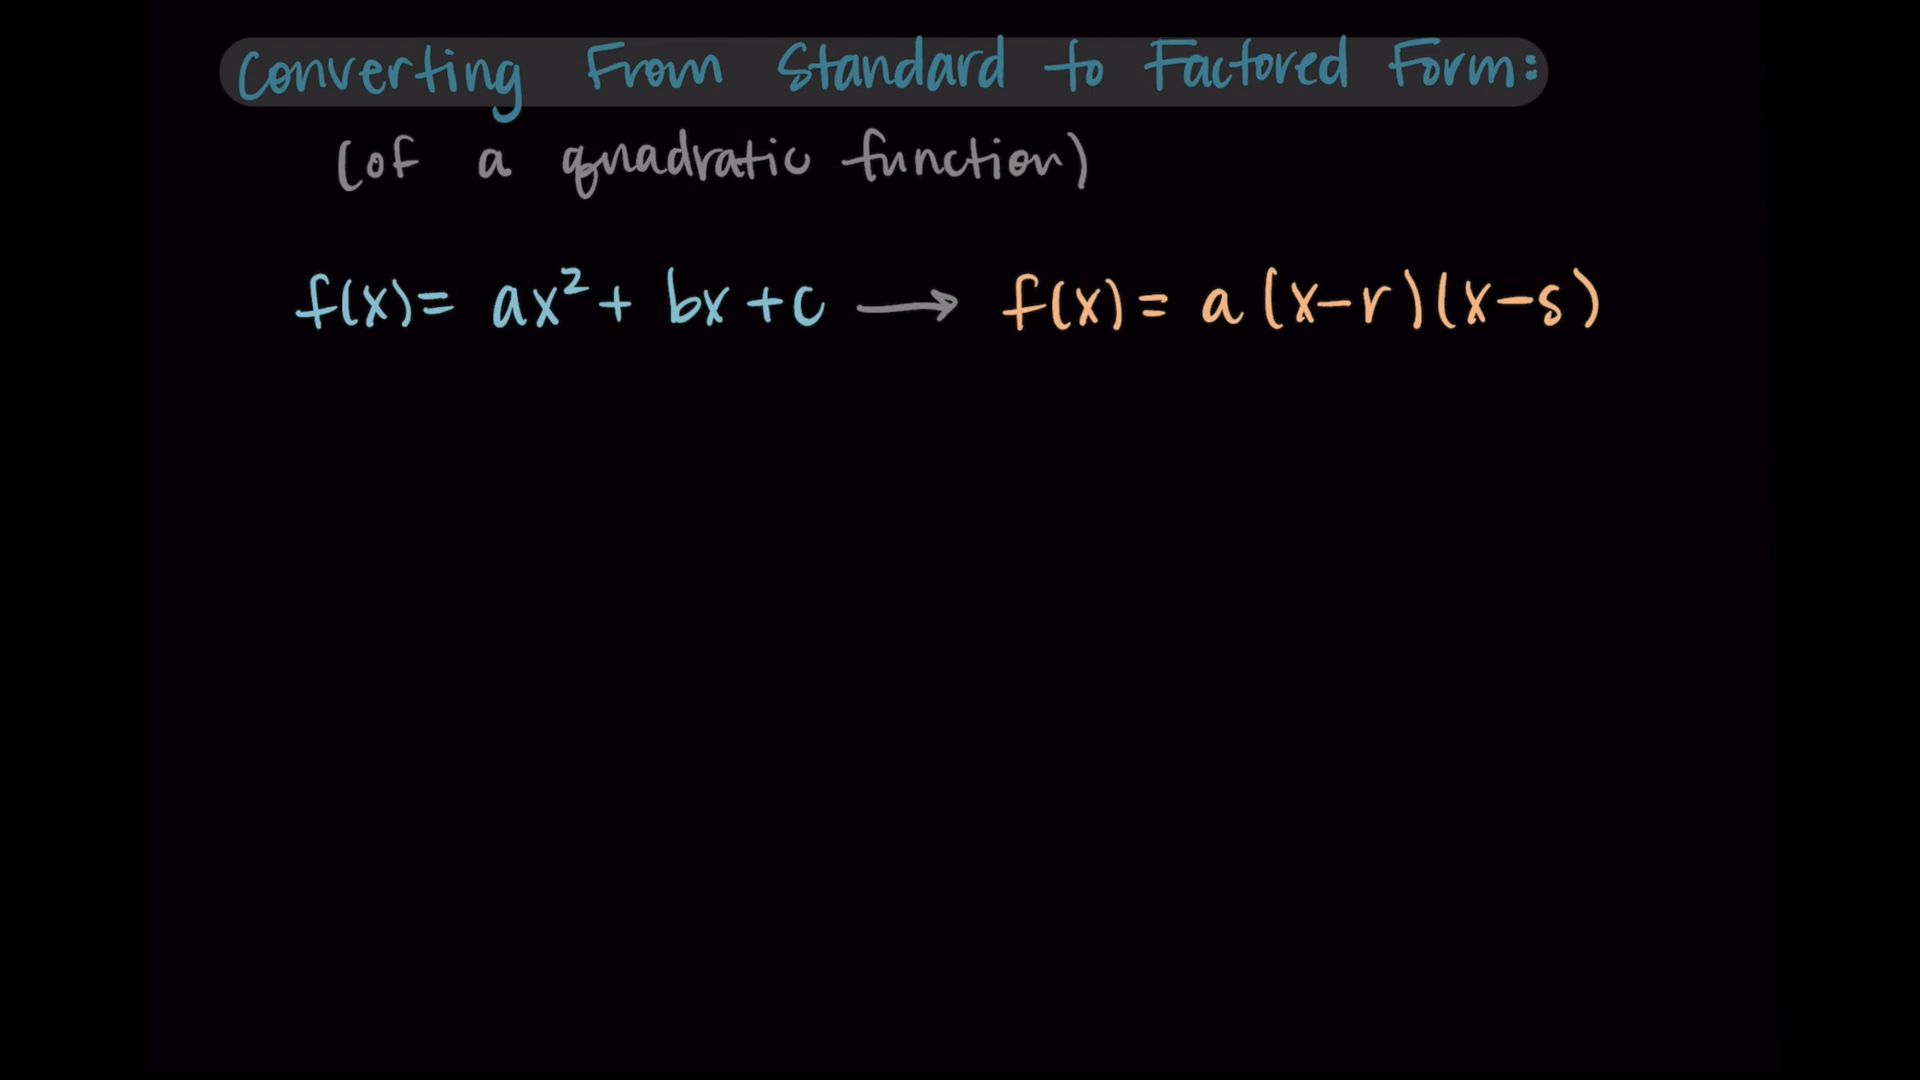 Converting From Standard to Factored Form:
(of a quadratic function)
f(x) = ax² + bx + c → f(x) = a (x-r)(x-s)